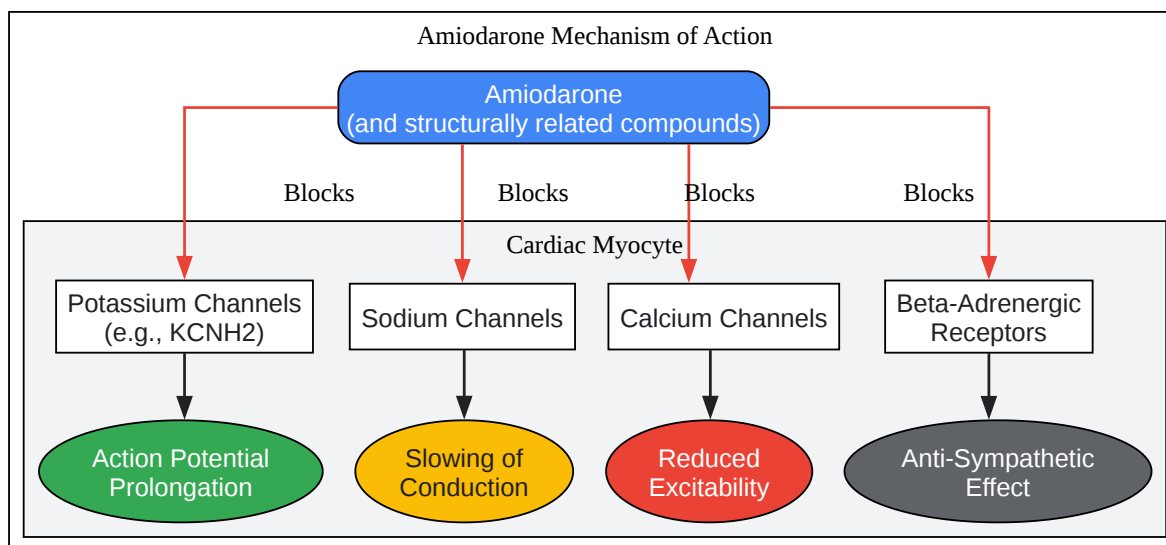 Amiodarone Mechanism of Action
Amiodarone
(and structurally related compounds)
Blocks
Blocks
Blocks
Blocks
Cardiac Myocyte
Potassium Channels
(e.g., KCNH2)
Sodium Channels
Calcium Channels
Beta-Adrenergic
Receptors
Action Potential
Prolongation
Slowing of
Conduction
Reduced
Excitability
Anti-Sympathetic
Effect